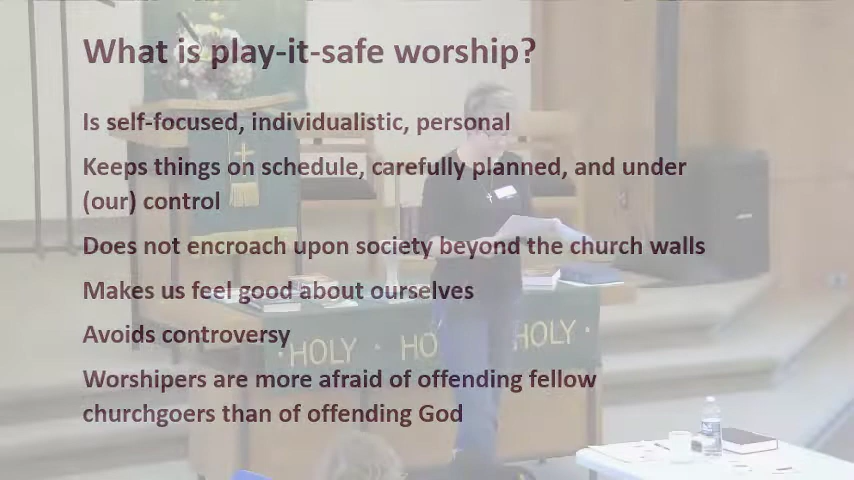 What is play-it-safe worship?
Is self-focused, individualistic, personal
Keeps things on schedule, carefully planned, and under
(our) control
Does not encroach upon society beyond the church walls
Makes us feel good about ourselves
Avoids controversy
Worshipers are more afraid of offending fellow
churchgoers than of offending God
·HOLY · HO HOLY ·